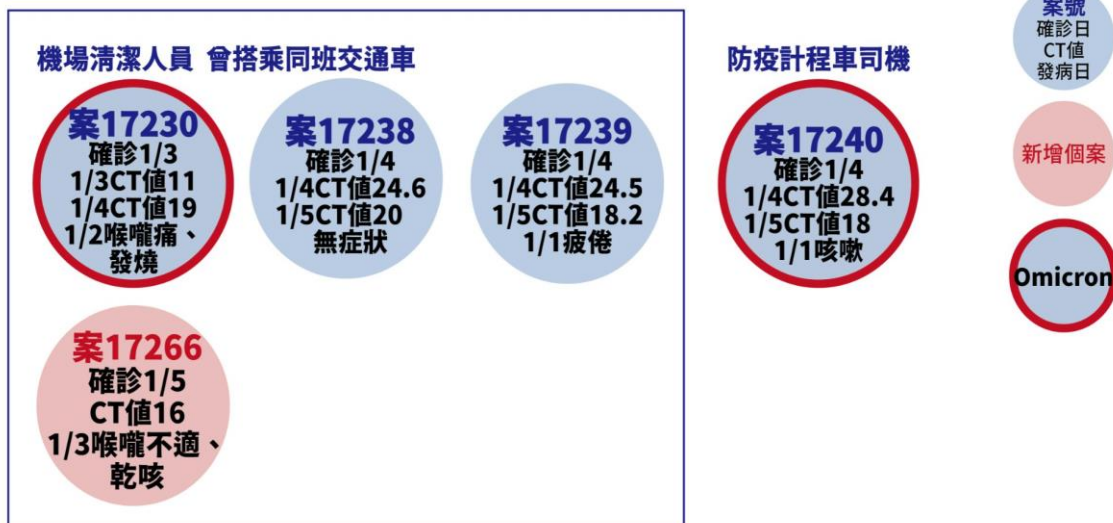 機場清潔人員 曾搭乘同班交通車
案17230
確診1/3
1/3CT值11
1/4CT值19
1/2喉嚨痛、
發燒
案17238
確診1/4
1/4CT值24.6
1/5CT值20
無症狀
案17239
確診1/4
1/4CT值24.5
1/5CT值18.2
1/1疲倦
案17266
確診1/5
CT值16
1/3喉嚨不適、
乾咳
防疫計程車司機
案17240
確診1/4
1/4CT值28.4
1/5CT值18
1/1咳嗽
案號
確診日
CT值
發病日
新增個案
Omicron